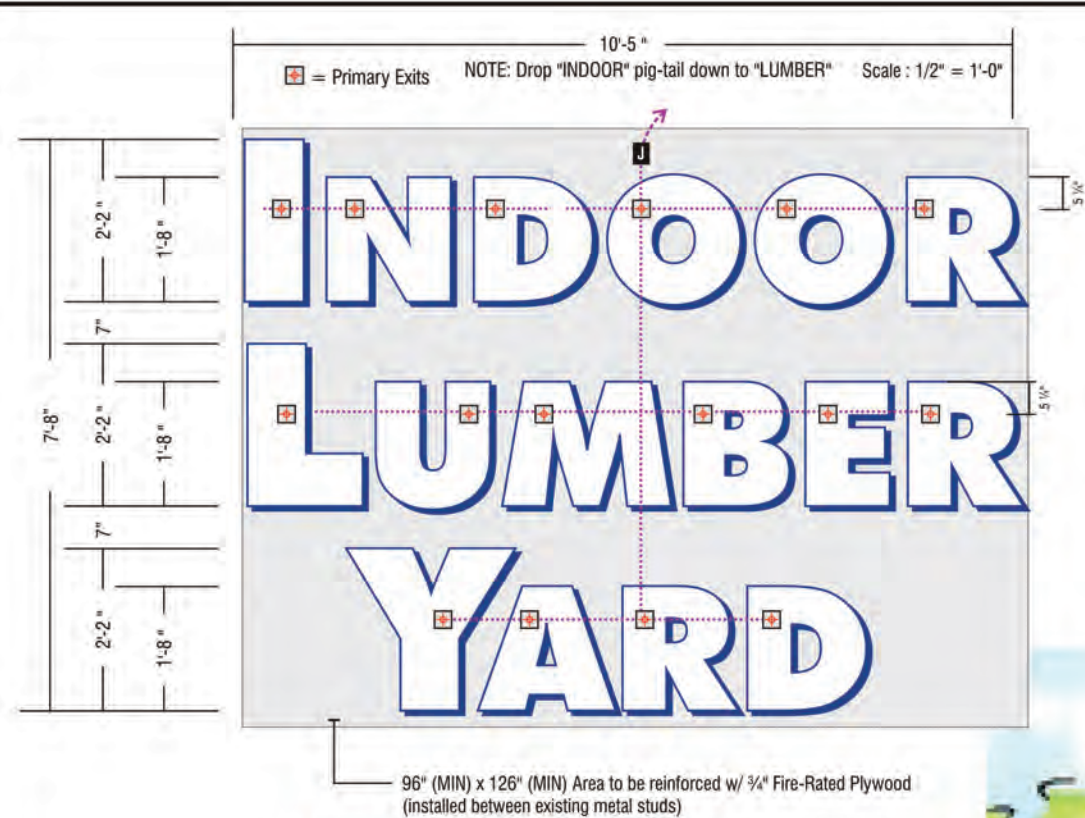 10'-5 "
= Primary Exits
NOTE: Drop "INDOOR" pig-tail down to "LUMBER"
Scale : 1/2" = 1'-0"
J
INDOOR
2'-2 "
1'-8 "
5 ¼"
7"
7'-8"
LUMBER
2'-2 "
1'-8 "
5 ¼"
7"
YARD
2'-2 "
1'-8 "
96" (MIN) x 126" (MIN) Area to be reinforced w/ ¾" Fire-Rated Plywood
(installed between existing metal studs)